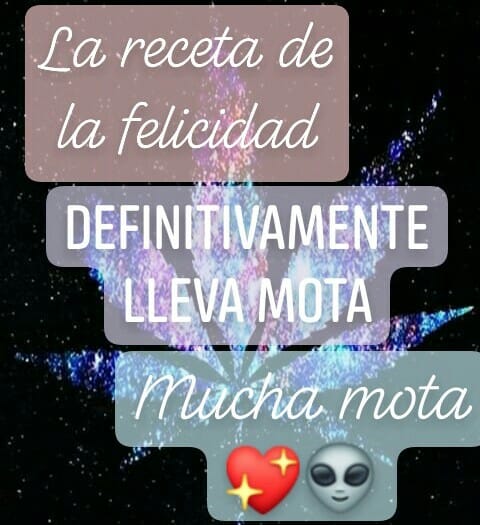 La receta de
la felicidad
DEFINITIVAMENTE
LLEVA MOTA
Mucha mota
💖👽